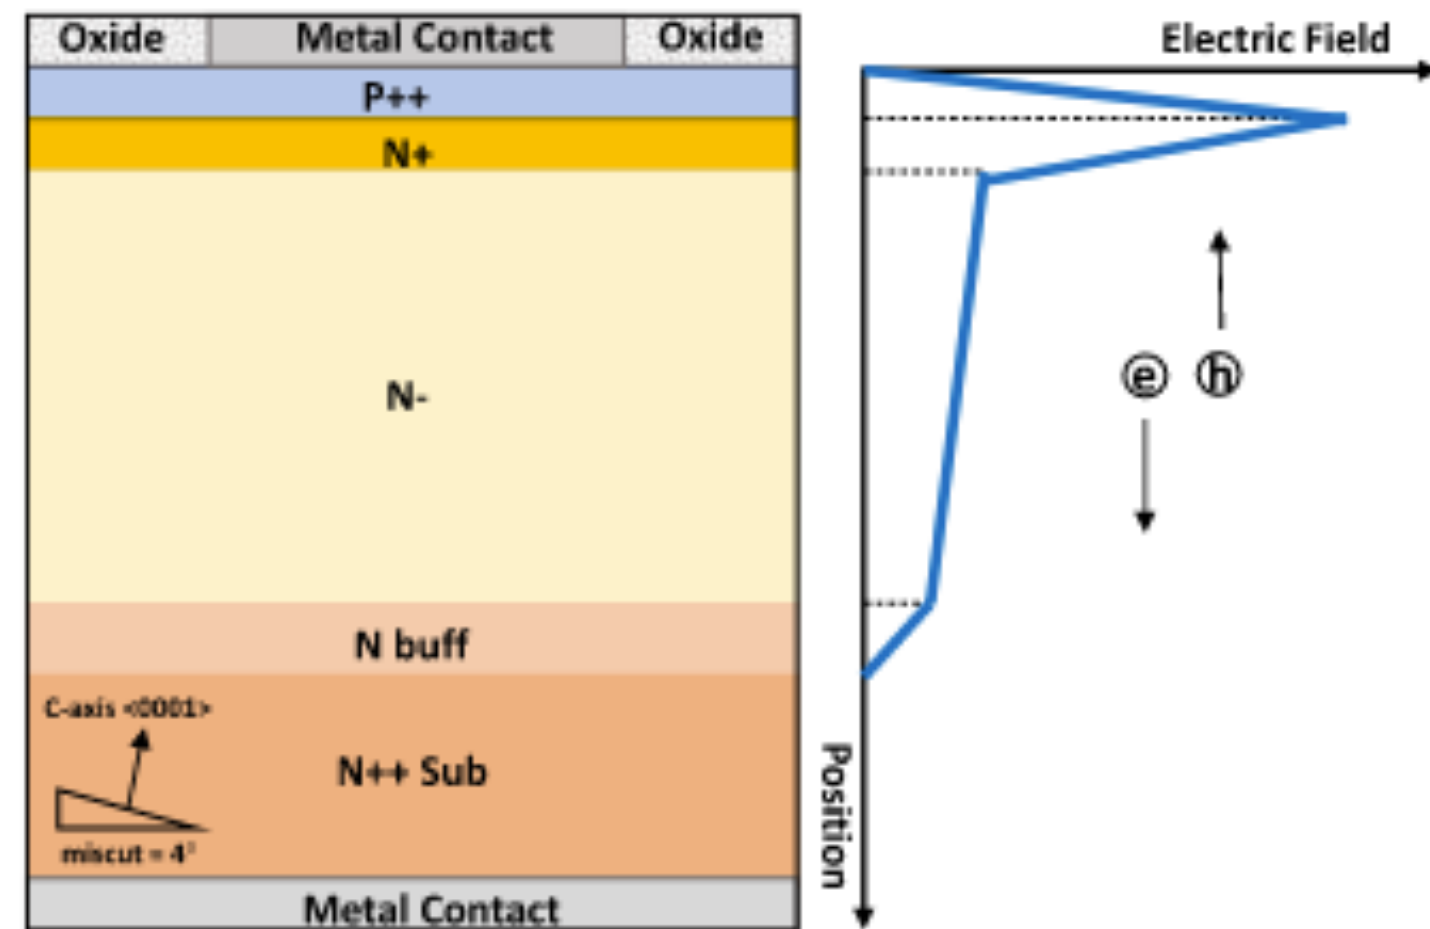 Oxide
Metal Contact
Oxide
P++
N+
N-
N buff
C-axis <0001>
N++ Sub
miscut = 4°
Metal Contact
Electric Field
e h
Position